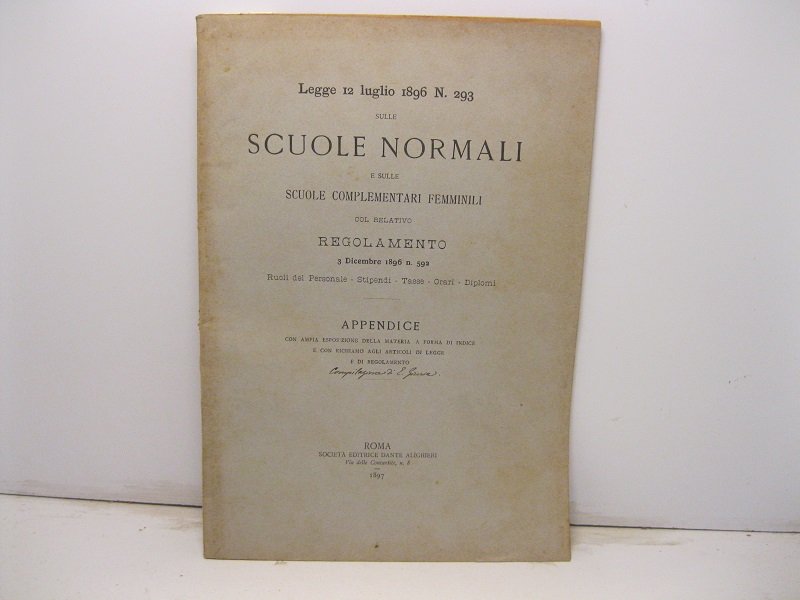 Legge 12 luglio 1896 N. 293
SULLE
SCUOLE NORMALI
E SULLE
SCUOLE COMPLEMENTARI FEMMINILI
COL RELATIVO
REGOLAMENTO
3 Dicembre 1896 n. 592
Ruoli del Personale - Stipendi - Tasse - Orari - Diplomi
APPENDICE
CON AMPIA ESPOSIZIONE DELLA MATERIA A FORMA DI INDICE
E CON RICHIAMO AGLI ARTICOLI DI LEGGE
E DI REGOLAMENTO
Compilazione di E.
ROMA
SOCIETÀ EDITRICE DANTE ALIGHIERI
Via delle Convertite, n. 8
1897